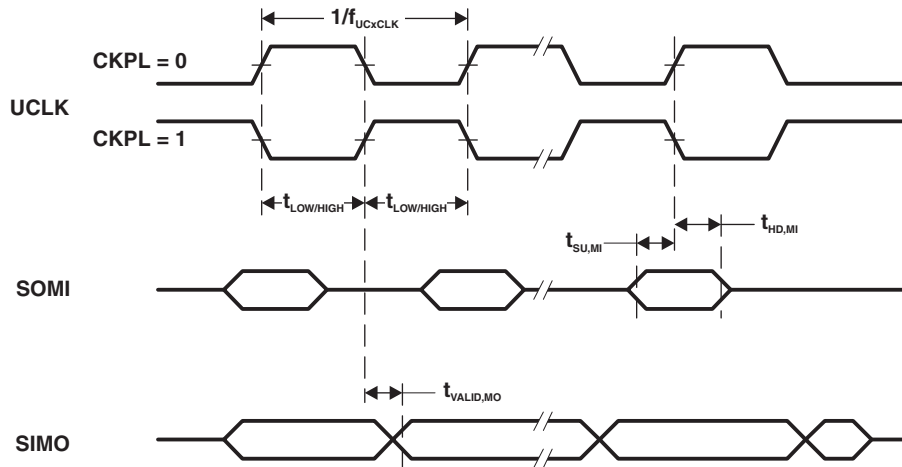 1/fUCxCLK
CKPL = 0
UCLK
CKPL = 1
tLOW/HIGH tLOW/HIGH
tHD,MI
tSU,MI
SOMI
tVALID,MO
SIMO